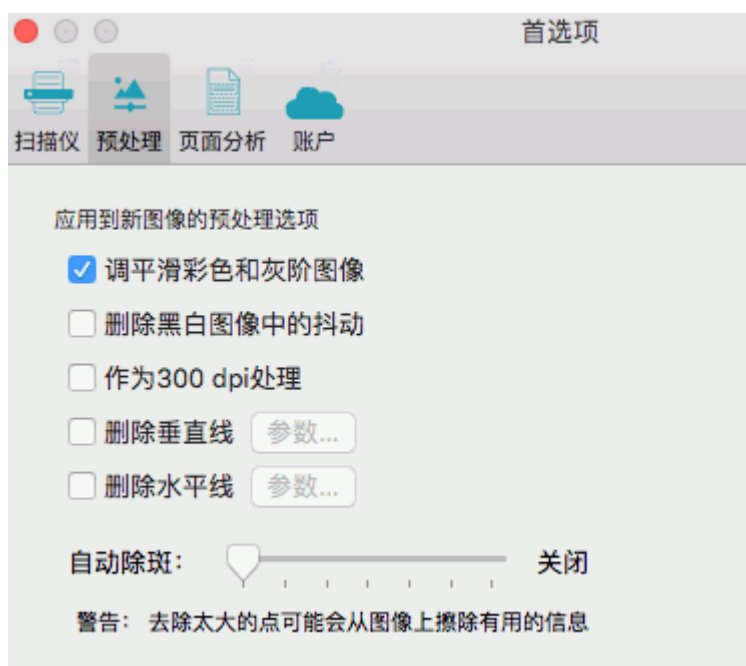 首选项
扫描仪 预处理 页面分析 账户
应用到新图像的预处理选项
调平滑彩色和灰阶图像
删除黑白图像中的抖动
作为300 dpi处理
删除垂直线 参数...
删除水平线 参数...
自动除斑： 关闭
警告： 去除太大的点可能会从图像上擦除有用的信息